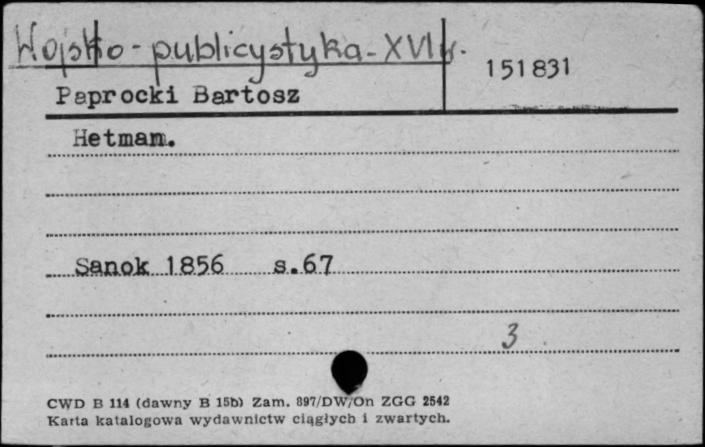 Wojsko - publicystyka - XVI w.
151831
Paprocki Bartosz
Hetman.
Sanok 1856 s.67
3
CWD B 114 (dawny B 15b) Zam. 897/DW/On ZGG 2542
Karta katalogowa wydawnictw ciągłych i zwartych.